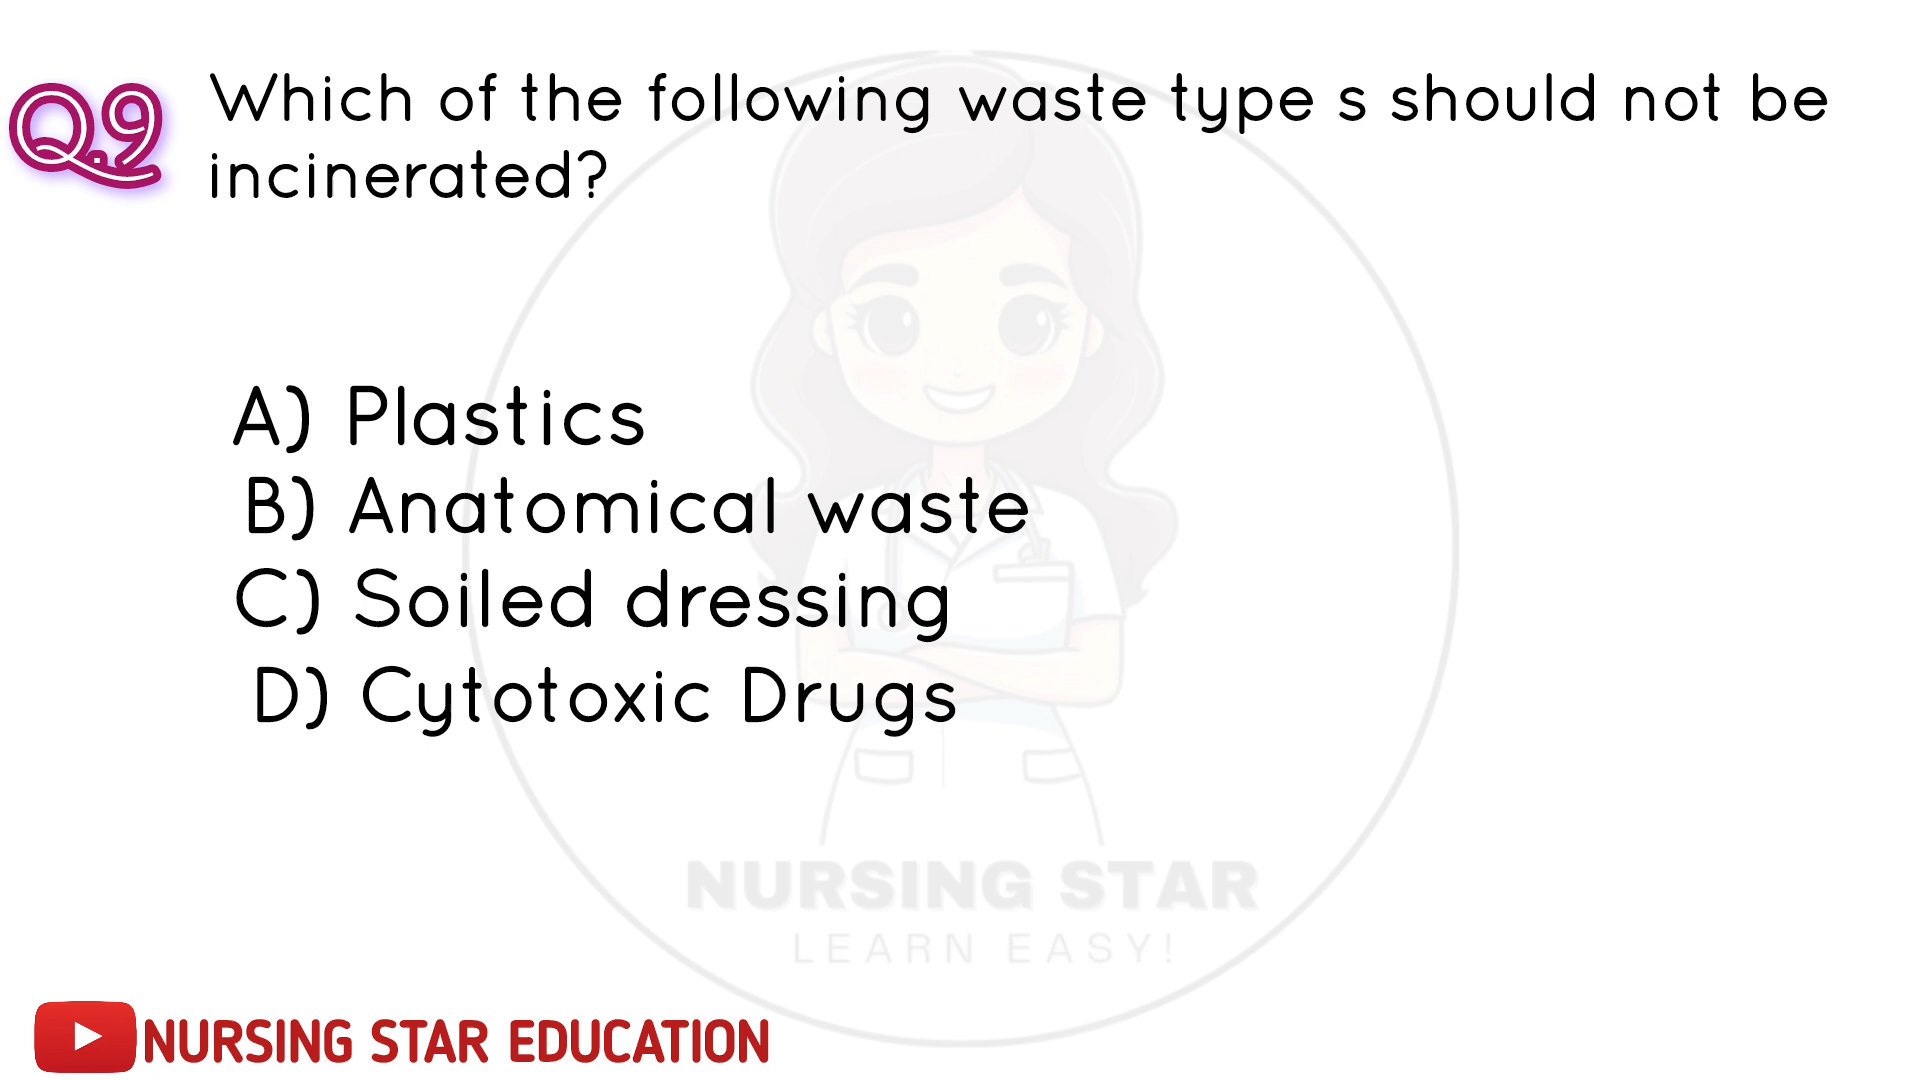 Q.9 Which of the following waste type s should not be
incinerated?
A) Plastics
B) Anatomical waste
C) Soiled dressing
D) Cytotoxic Drugs
NURSING STAR
LEARN EASY!
NURSING STAR EDUCATION